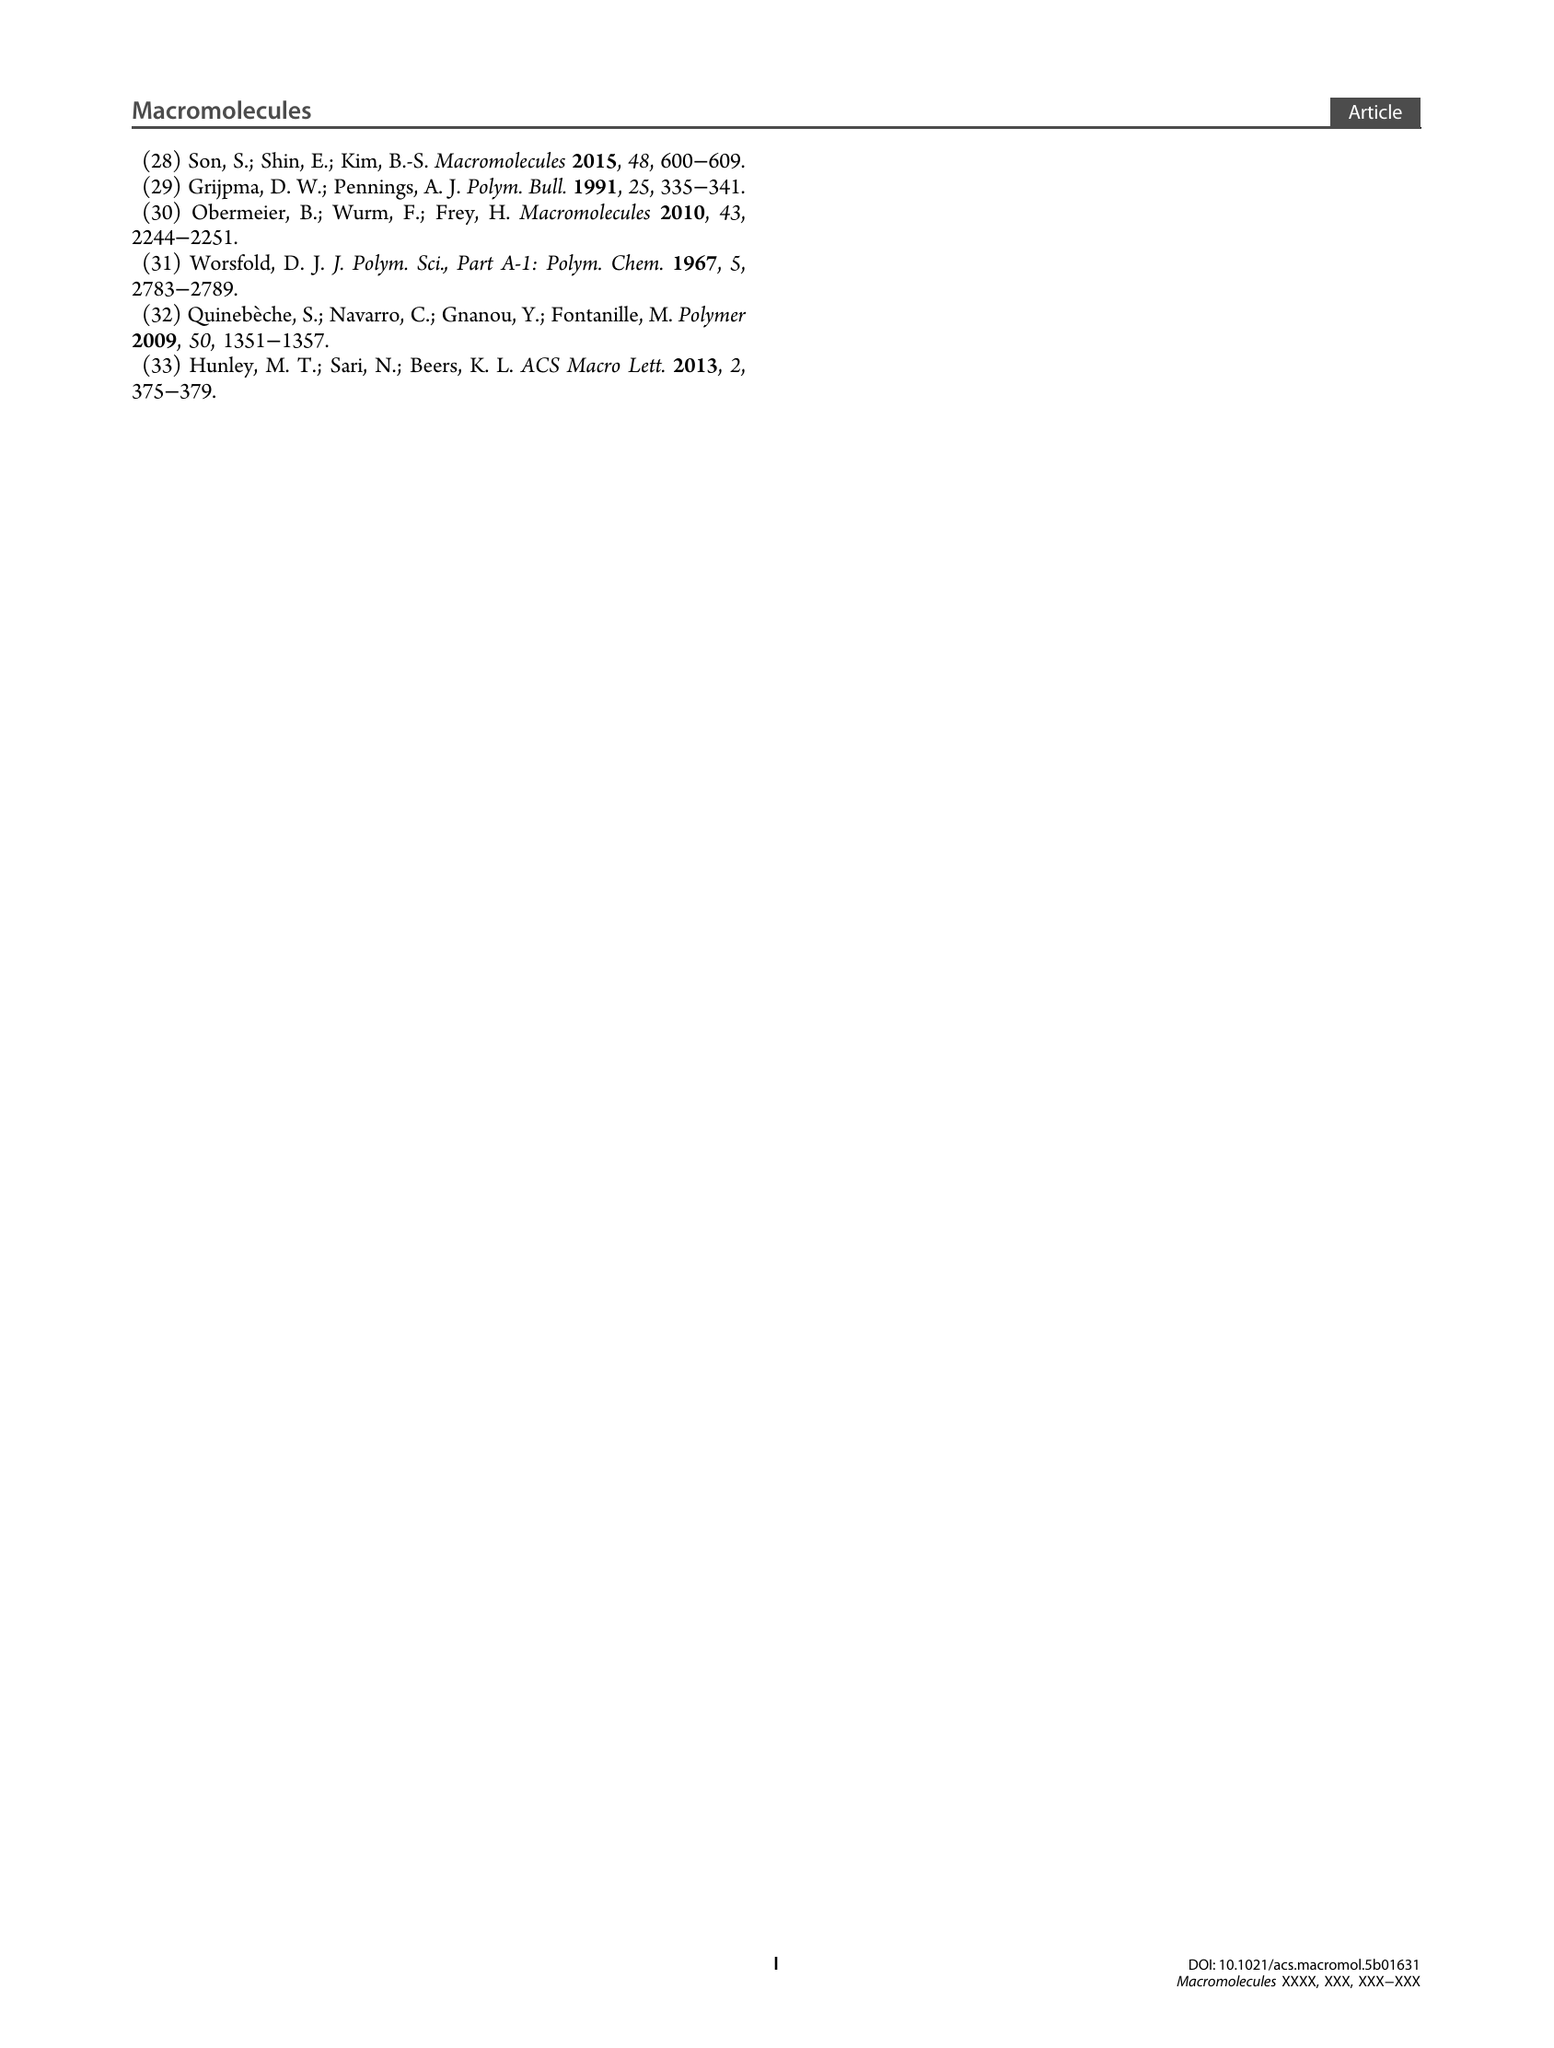 Macromolecules
Article
(28) Son, S.; Shin, E.; Kim, B.-S. Macromolecules 2015, 48, 600−609.
(29) Grijpma, D. W.; Pennings, A. J. Polym. Bull. 1991, 25, 335−341.
(30) Obermeier, B.; Wurm, F.; Frey, H. Macromolecules 2010, 43,
2244−2251.
(31) Worsfold, D. J. J. Polym. Sci., Part A-1: Polym. Chem. 1967, 5,
2783−2789.
(32) Quinebèche, S.; Navarro, C.; Gnanou, Y.; Fontanille, M. Polymer
2009, 50, 1351−1357.
(33) Hunley, M. T.; Sari, N.; Beers, K. L. ACS Macro Lett. 2013, 2,
375−379.
I
DOI: 10.1021/acs.macromol.5b01631
Macromolecules XXXX, XXX, XXX−XXX